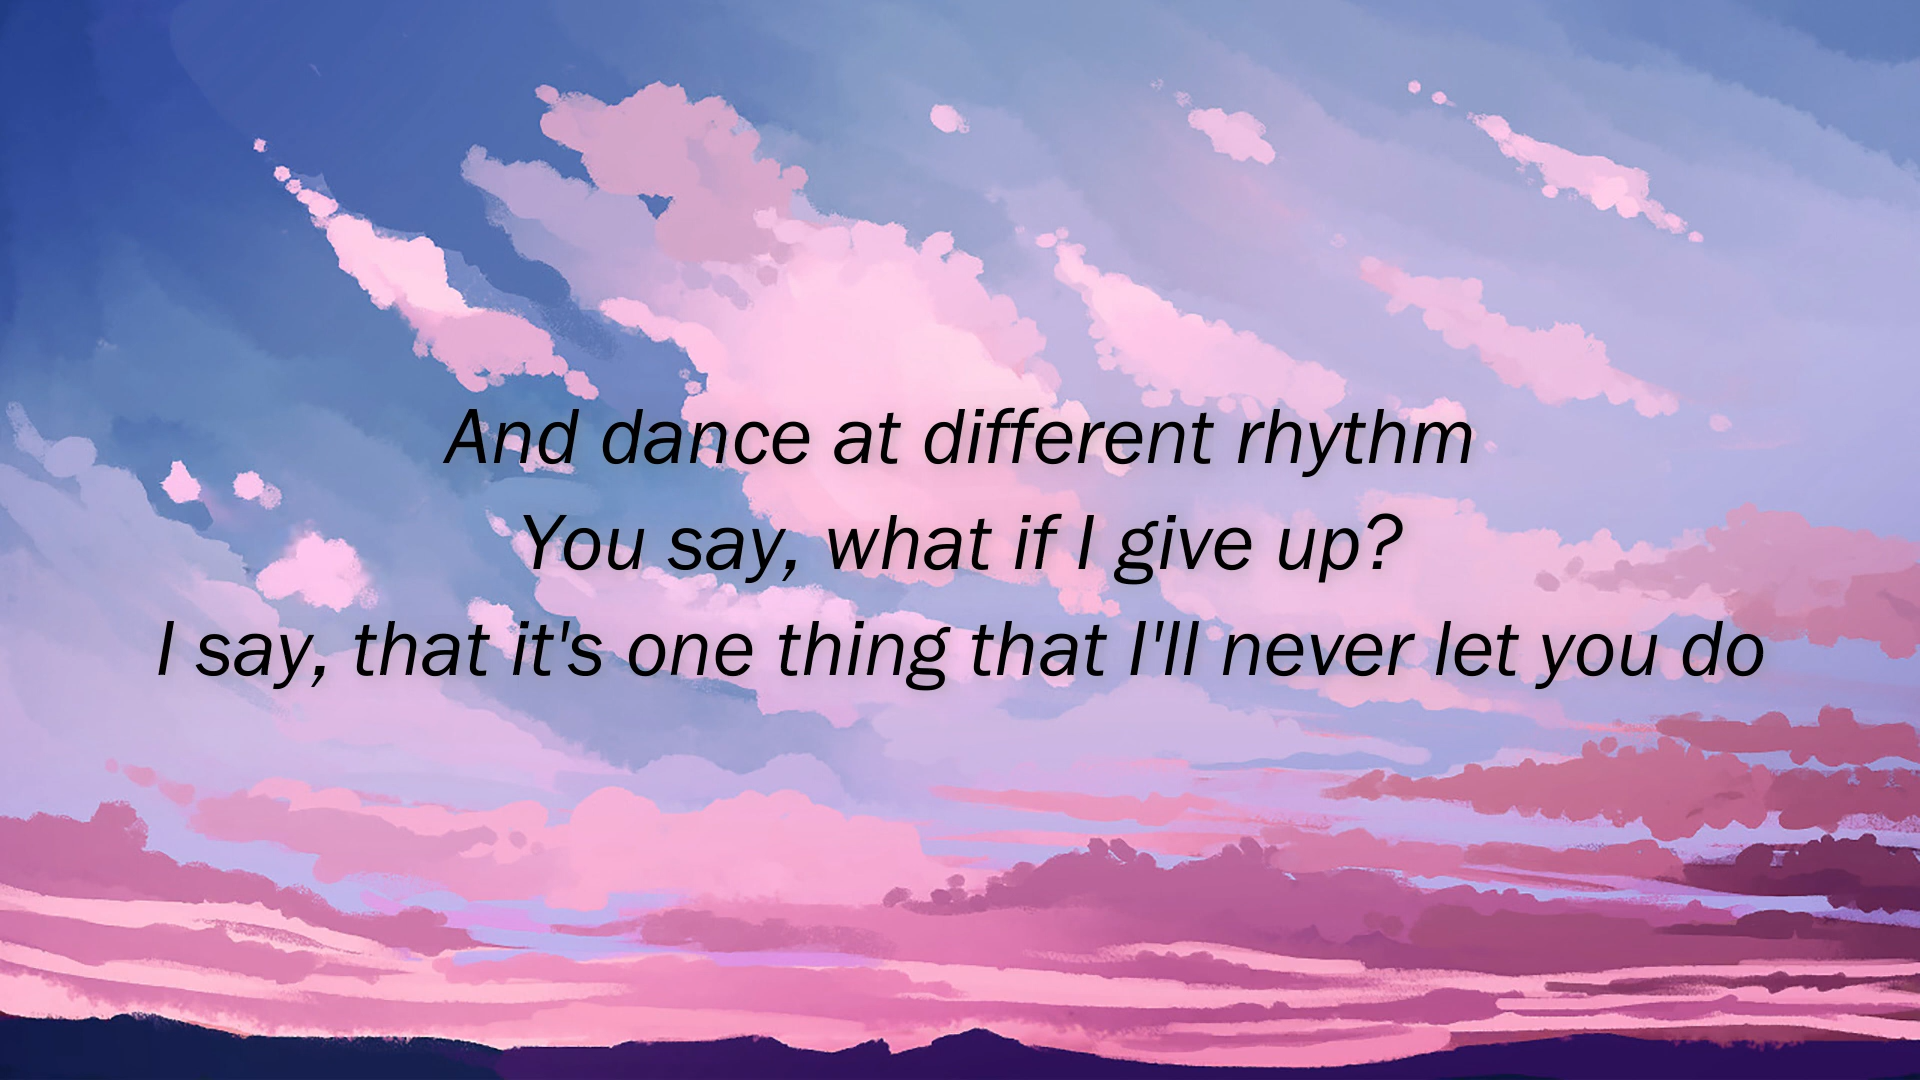 And dance at different rhythm
You say, what if I give up?
I say, that it's one thing that I'll never let you do